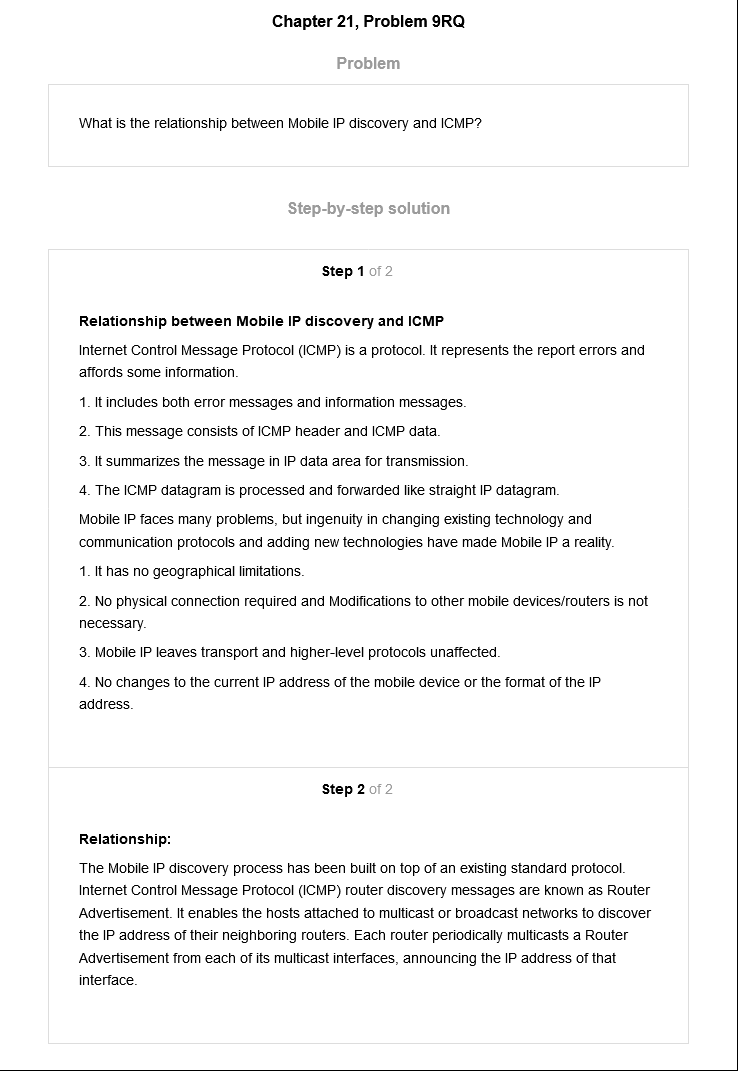 Chapter 21, Problem 9RQ
Problem
What is the relationship between Mobile IP discovery and ICMP?
Step-by-step solution
Step 1 of 2
Relationship between Mobile IP discovery and ICMP
Internet Control Message Protocol (ICMP) is a protocol. It represents the report errors and
affords some information.
1. It includes both error messages and information messages.
2. This message consists of ICMP header and ICMP data.
3. It summarizes the message in IP data area for transmission.
4. The ICMP datagram is processed and forwarded like straight IP datagram.
Mobile IP faces many problems, but ingenuity in changing existing technology and
communication protocols and adding new technologies have made Mobile IP a reality.
1. It has no geographical limitations.
2. No physical connection required and Modifications to other mobile devices/routers is not
necessary.
3. Mobile IP leaves transport and higher-level protocols unaffected.
4. No changes to the current IP address of the mobile device or the format of the IP
address.
Step 2 of 2
Relationship:
The Mobile IP discovery process has been built on top of an existing standard protocol.
Internet Control Message Protocol (ICMP) router discovery messages are known as Router
Advertisement. It enables the hosts attached to multicast or broadcast networks to discover
the IP address of their neighboring routers. Each router periodically multicasts a Router
Advertisement from each of its multicast interfaces, announcing the IP address of that
interface.